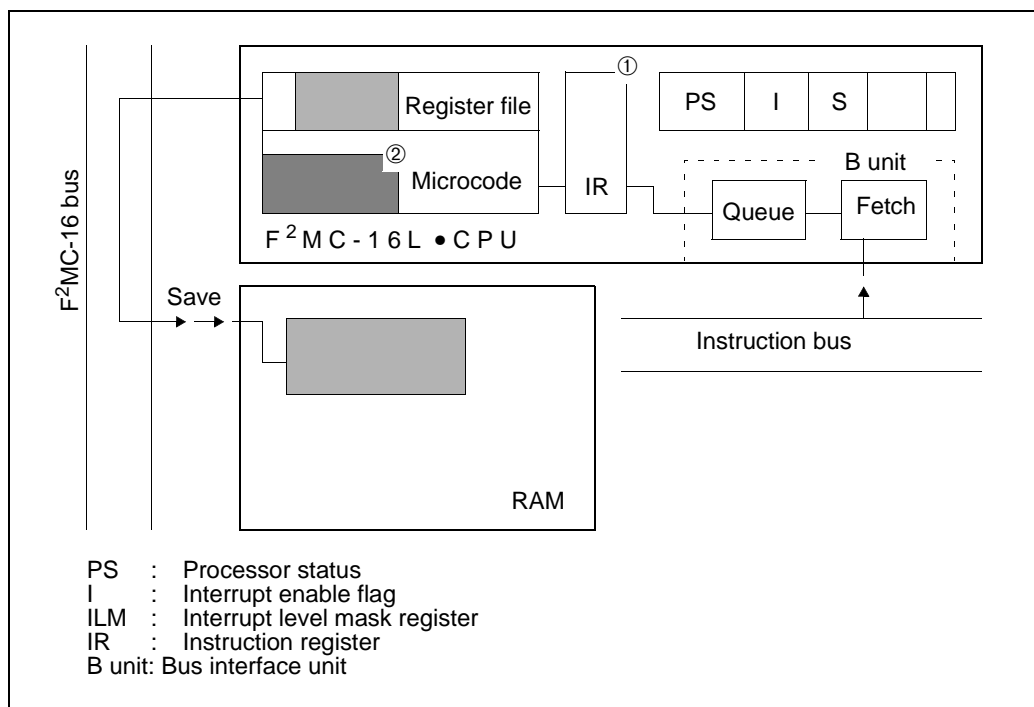 ①
PS I S
Register file
B unit
②
Microcode
IR
Queue
Fetch
F²MC-16L •CPU
F²MC-16 bus
Save
Instruction bus
RAM
PS : Processor status
I : Interrupt enable flag
ILM : Interrupt level mask register
IR : Instruction register
B unit: Bus interface unit